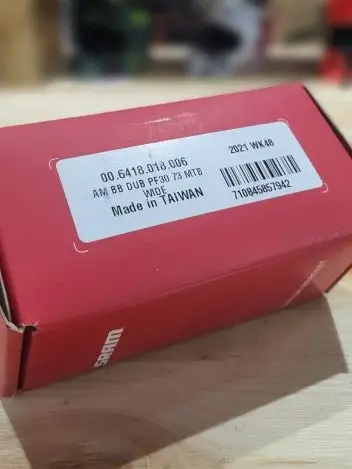 00.6418.018.006
2021 WK48
AM BB DUB PF30 73 MTB
WIDE
Made in TAIWAN
710845857942
SRAM